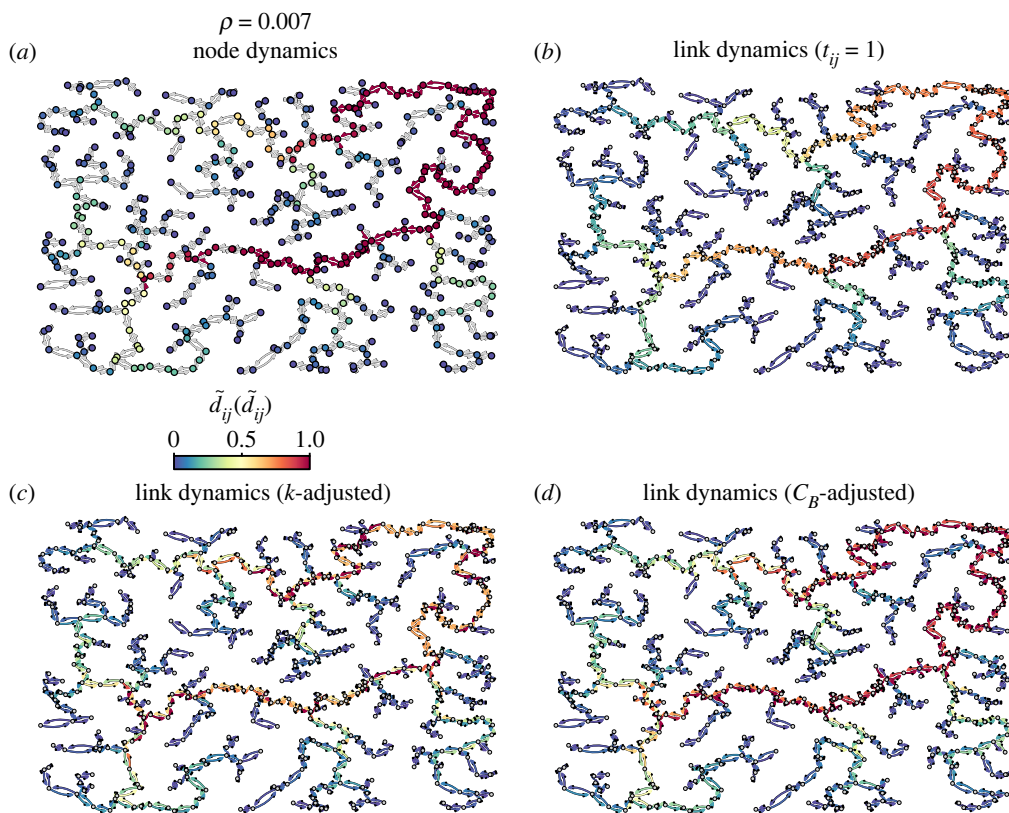 ρ = 0.007
(a) node dynamics
(b) link dynamics (t_ij = 1)
d̃_ij(d̃_ij)
0 0.5 1.0
(c) link dynamics (k-adjusted)
(d) link dynamics (C_B-adjusted)